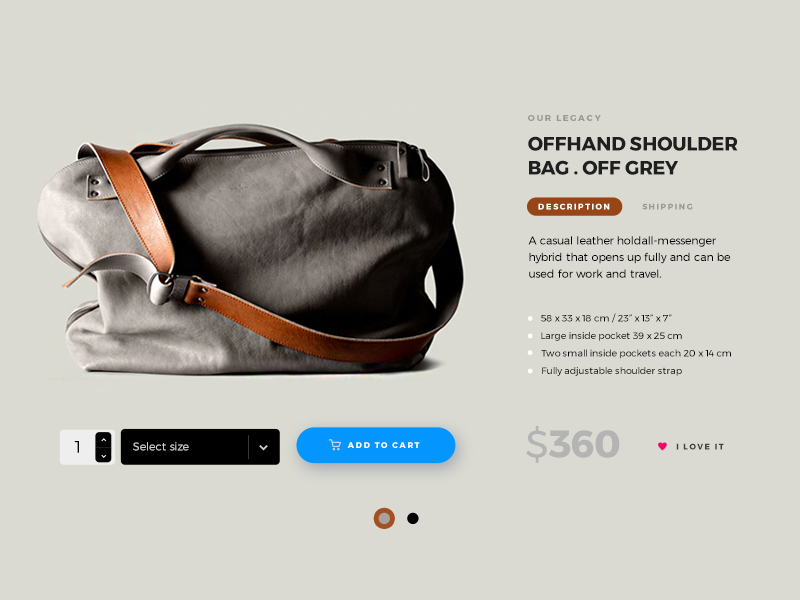 OUR LEGACY
OFFHAND SHOULDER
BAG . OFF GREY
DESCRIPTION SHIPPING
A casual leather holdall-messenger
hybrid that opens up fully and can be
used for work and travel.
58 x 33 x 18 cm / 23” x 13” x 7”
Large inside pocket 39 x 25 cm
Two small inside pockets each 20 x 14 cm
Fully adjustable shoulder strap
1 Select size ADD TO CART $360 I LOVE IT